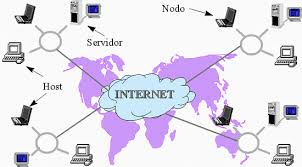 Nodo
Servidor
Host
INTERNET